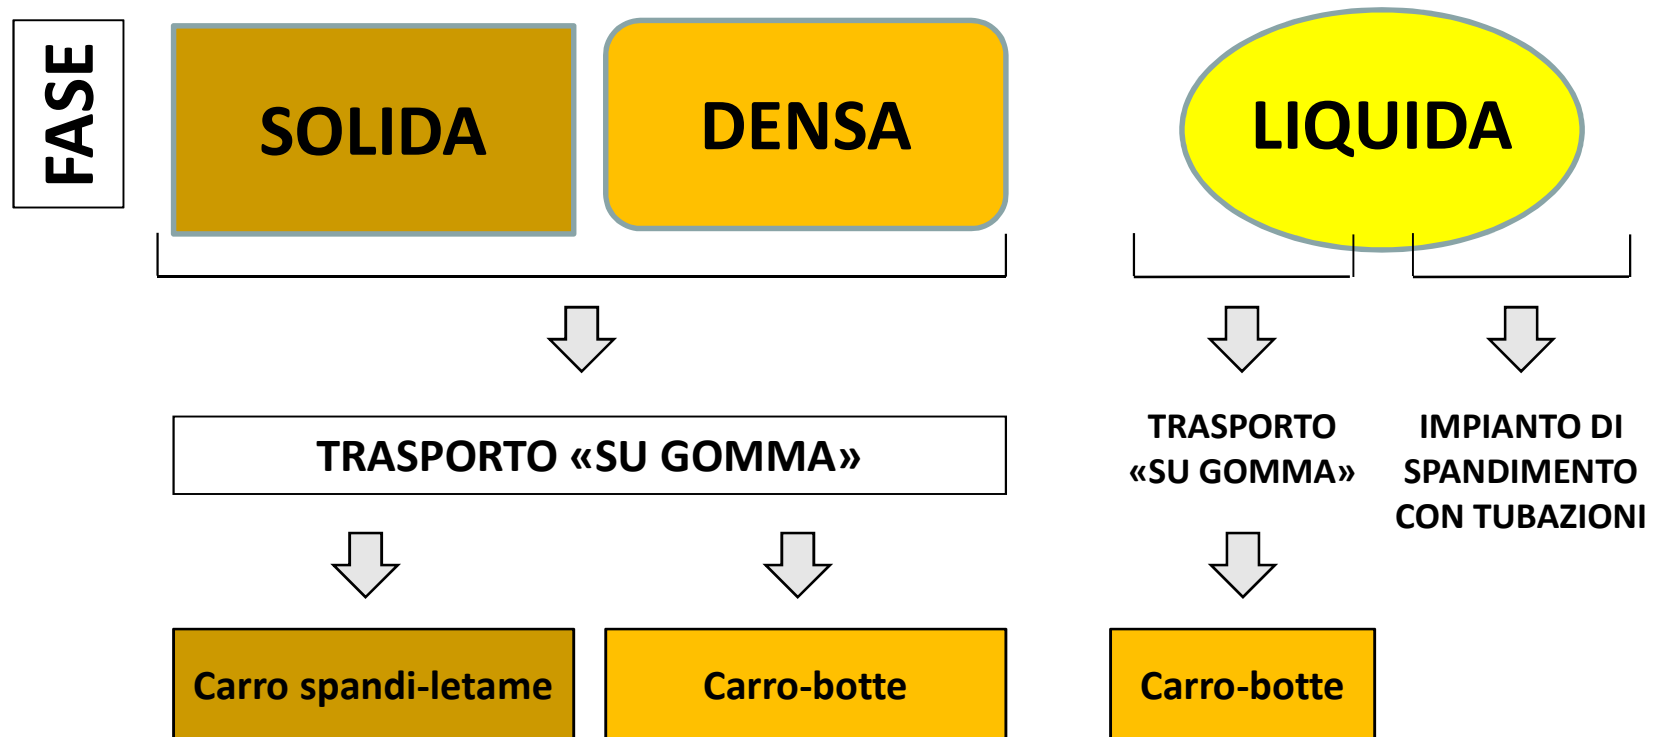 FASE
SOLIDA
DENSA
LIQUIDA
TRASPORTO «SU GOMMA»
TRASPORTO
«SU GOMMA»
IMPIANTO DI
SPANDIMENTO
CON TUBAZIONI
Carro spandi-letame
Carro-botte
Carro-botte